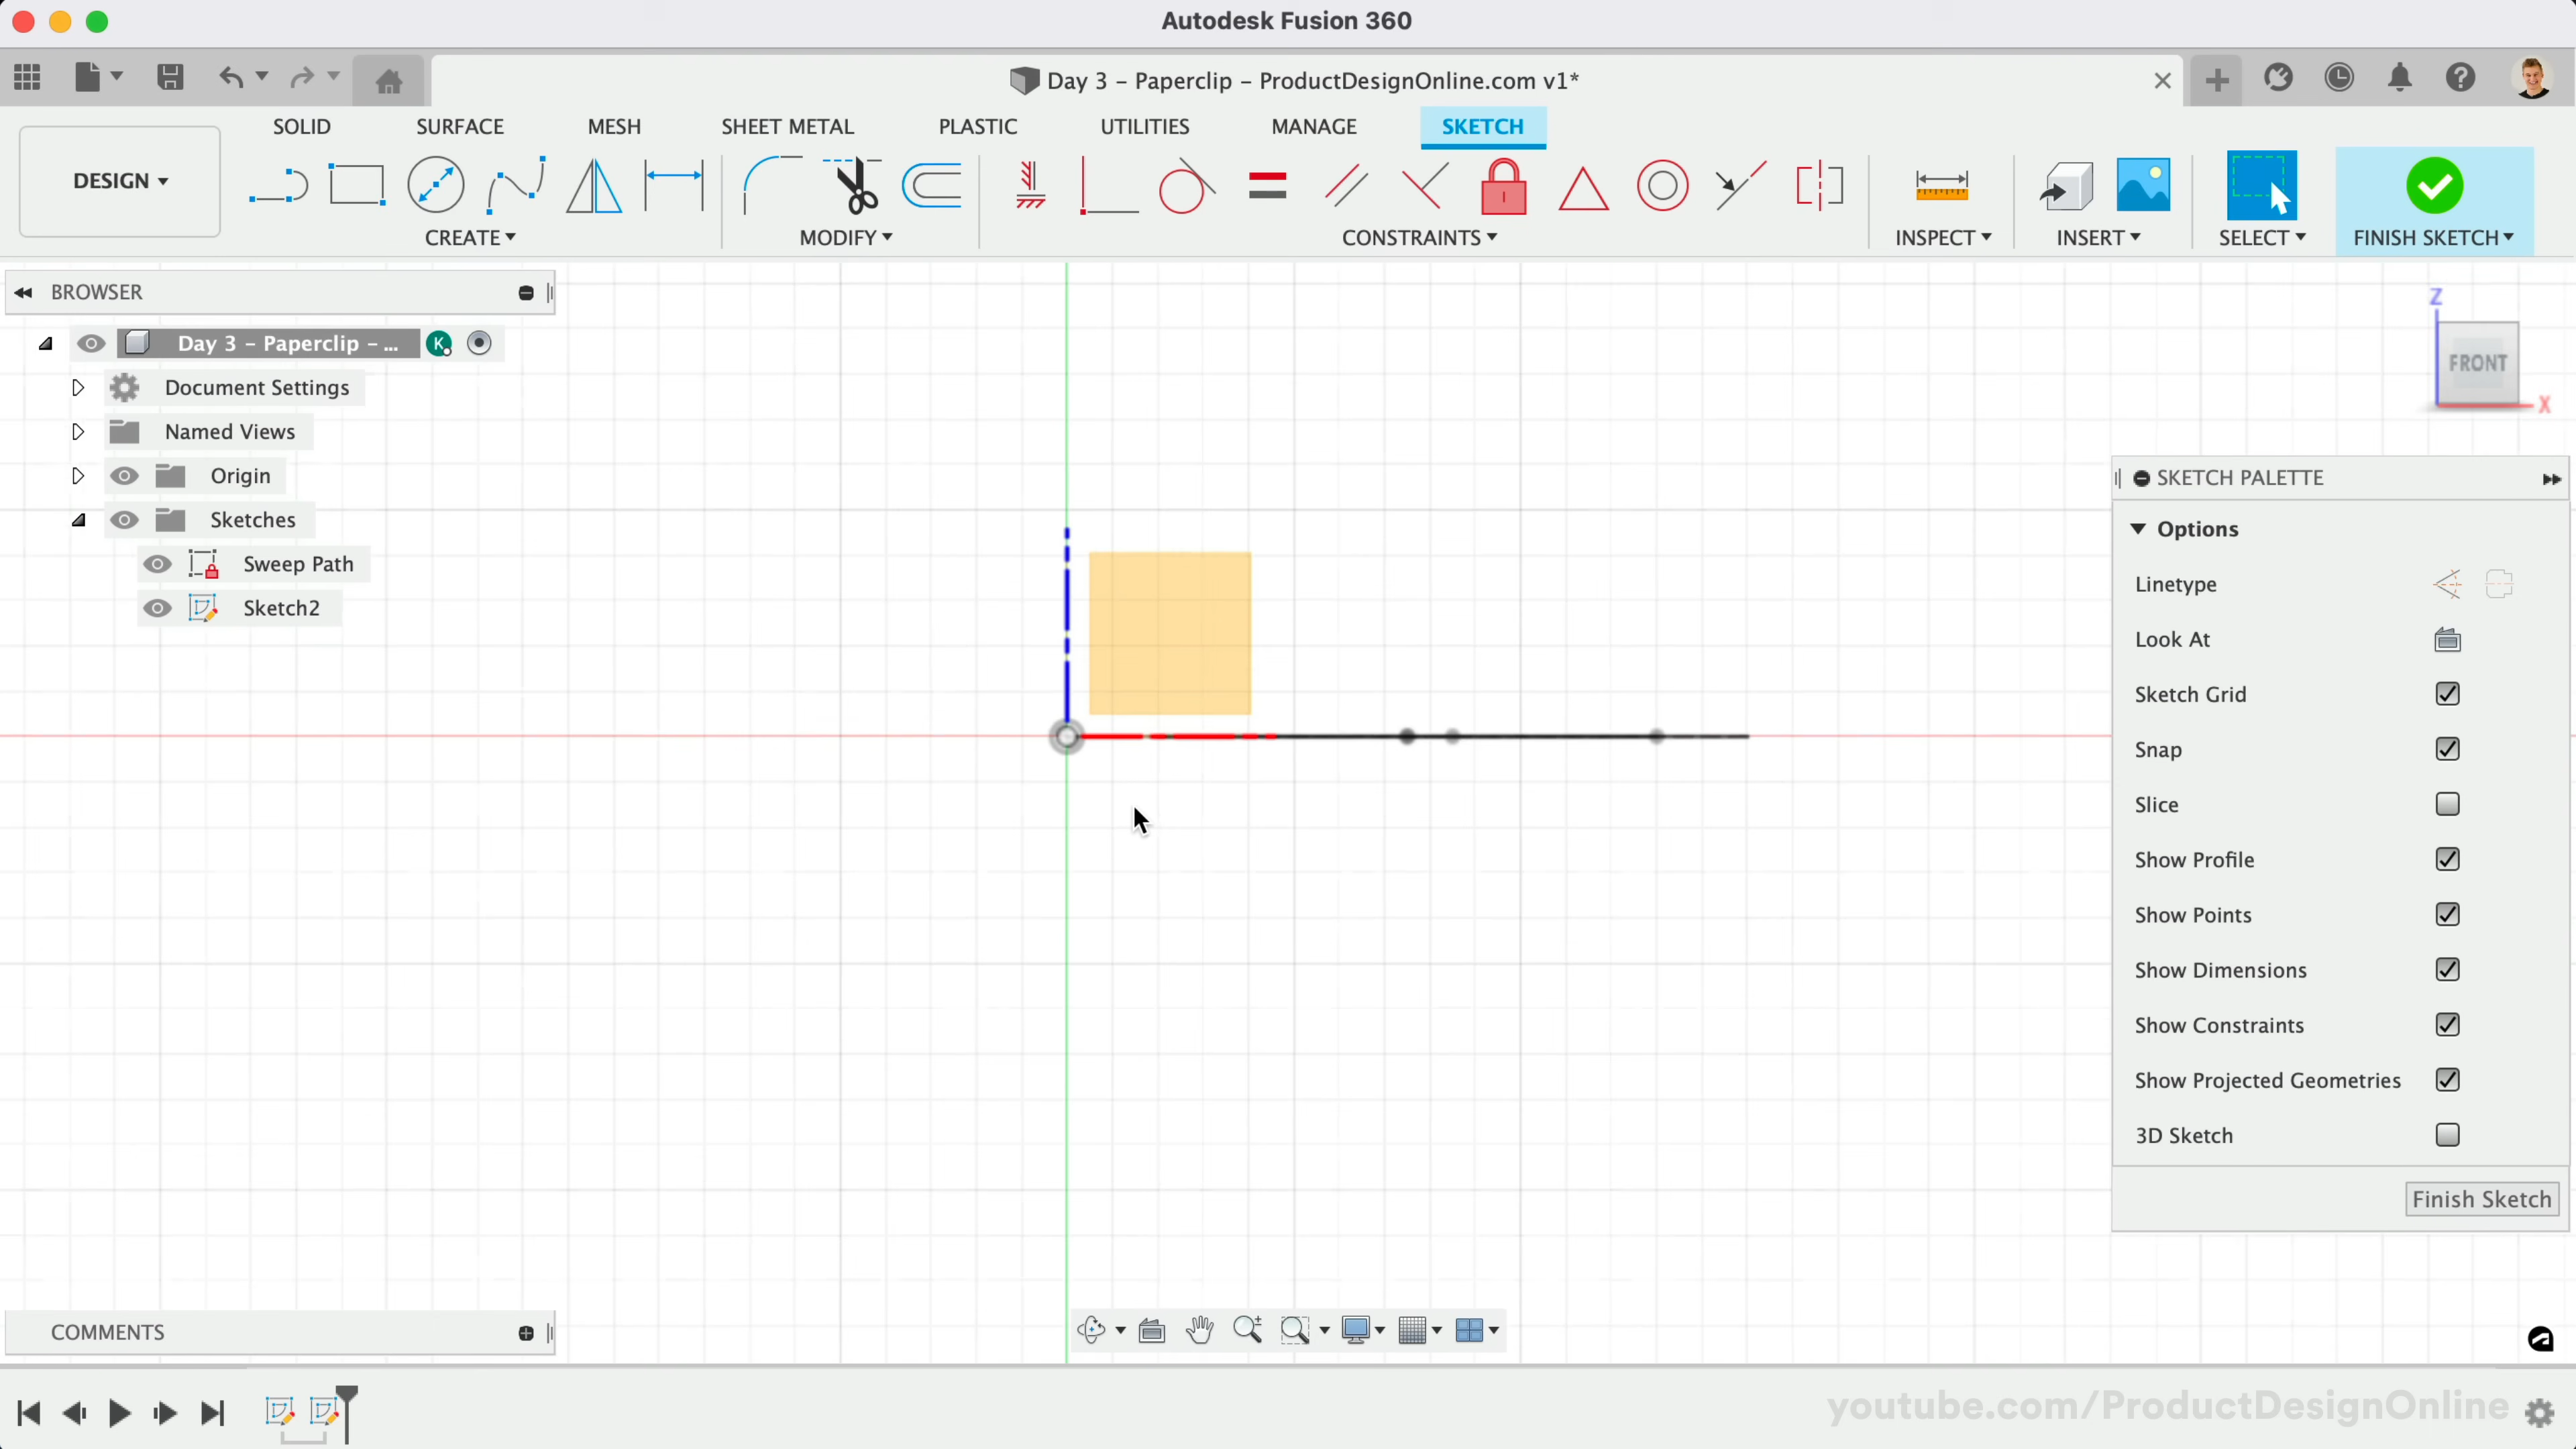 Autodesk Fusion 360
Day 3 – Paperclip – ProductDesignOnline.com v1*
SOLID SURFACE MESH SHEET METAL PLASTIC UTILITIES MANAGE SKETCH
DESIGN
CREATE MODIFY CONSTRAINTS INSPECT INSERT SELECT FINISH SKETCH
BROWSER
Day 3 – Paperclip – ... K
Document Settings
Named Views
Origin
Sketches
Sweep Path
Sketch2
Z
FRONT
X
SKETCH PALETTE
Options
Linetype
Look At
Sketch Grid
Snap
Slice
Show Profile
Show Points
Show Dimensions
Show Constraints
Show Projected Geometries
3D Sketch
Finish Sketch
COMMENTS
youtube.com/ProductDesignOnline